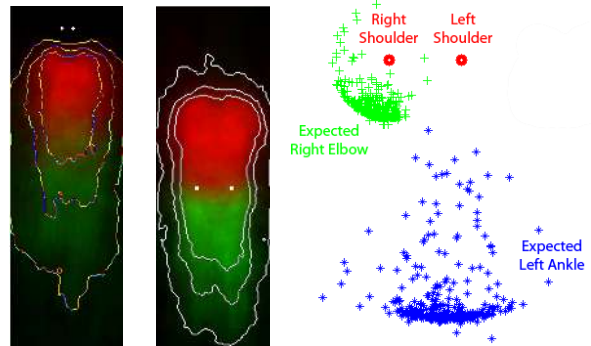 Right
Shoulder
Left
Shoulder
Expected
Right Elbow
Expected
Left Ankle